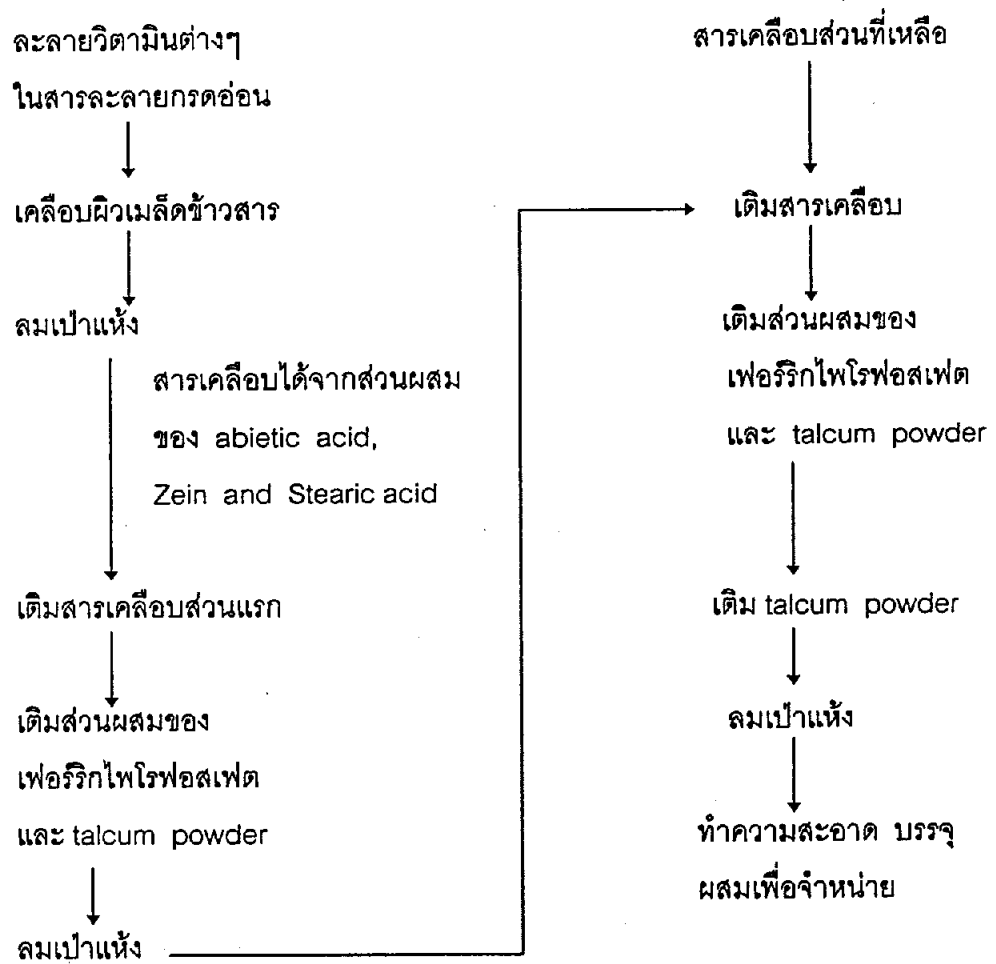 ละลายวิตามินต่างๆ
ในสารละลายกรดอ่อน
เคลือบผิวเมล็ดข้าวสาร
ลมเป่าแห้ง
สารเคลือบได้จากส่วนผสม
ของ abietic acid,
Zein and Stearic acid
เติมสารเคลือบส่วนแรก
เติมส่วนผสมของ
เฟอร์ริกไพโรฟอสเฟต
และ talcum powder
ลมเป่าแห้ง
สารเคลือบส่วนที่เหลือ
เติมสารเคลือบ
เติมส่วนผสมของ
เฟอร์ริกไพโรฟอสเฟต
และ talcum powder
เติม talcum powder
ลมเป่าแห้ง
ทำความสะอาด บรรจุ
ผสมเพื่อจำหน่าย